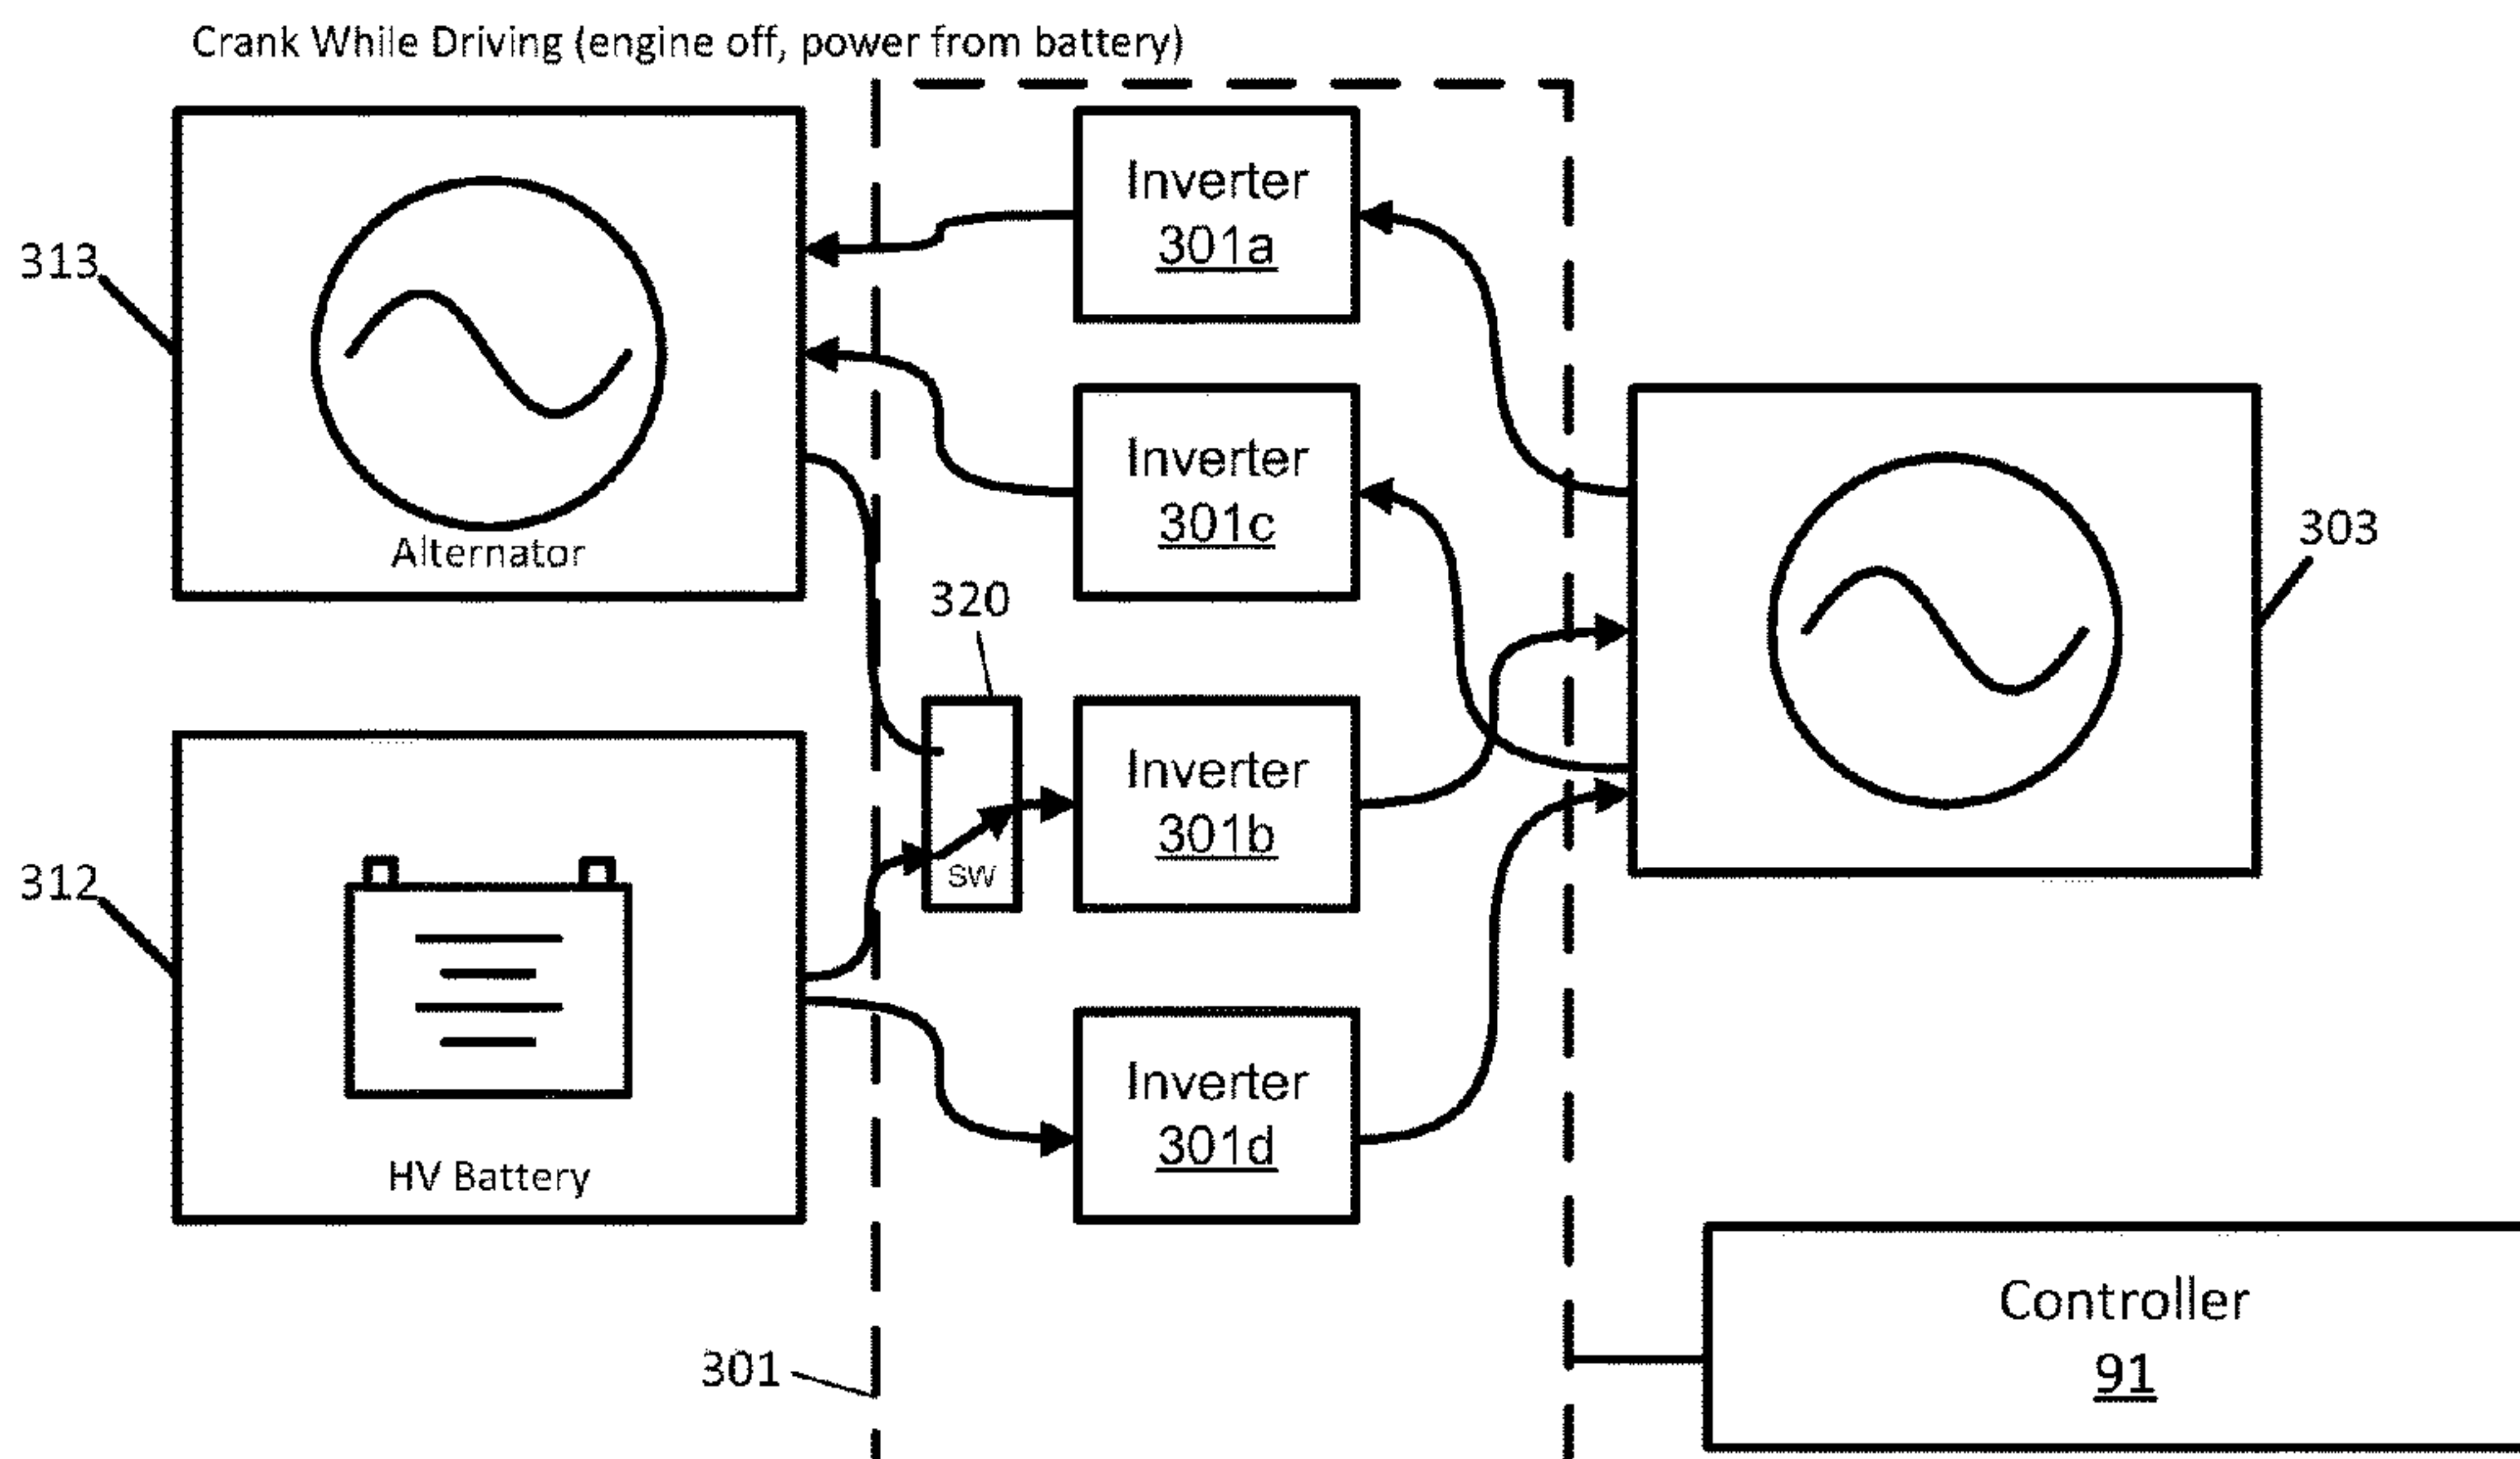 Crank While Driving (engine off, power from battery)
Inverter
301a
313
Inverter
301c
303
Alternator
320
Inverter
301b
SW
312
Inverter
301d
HV Battery
Controller
91
301